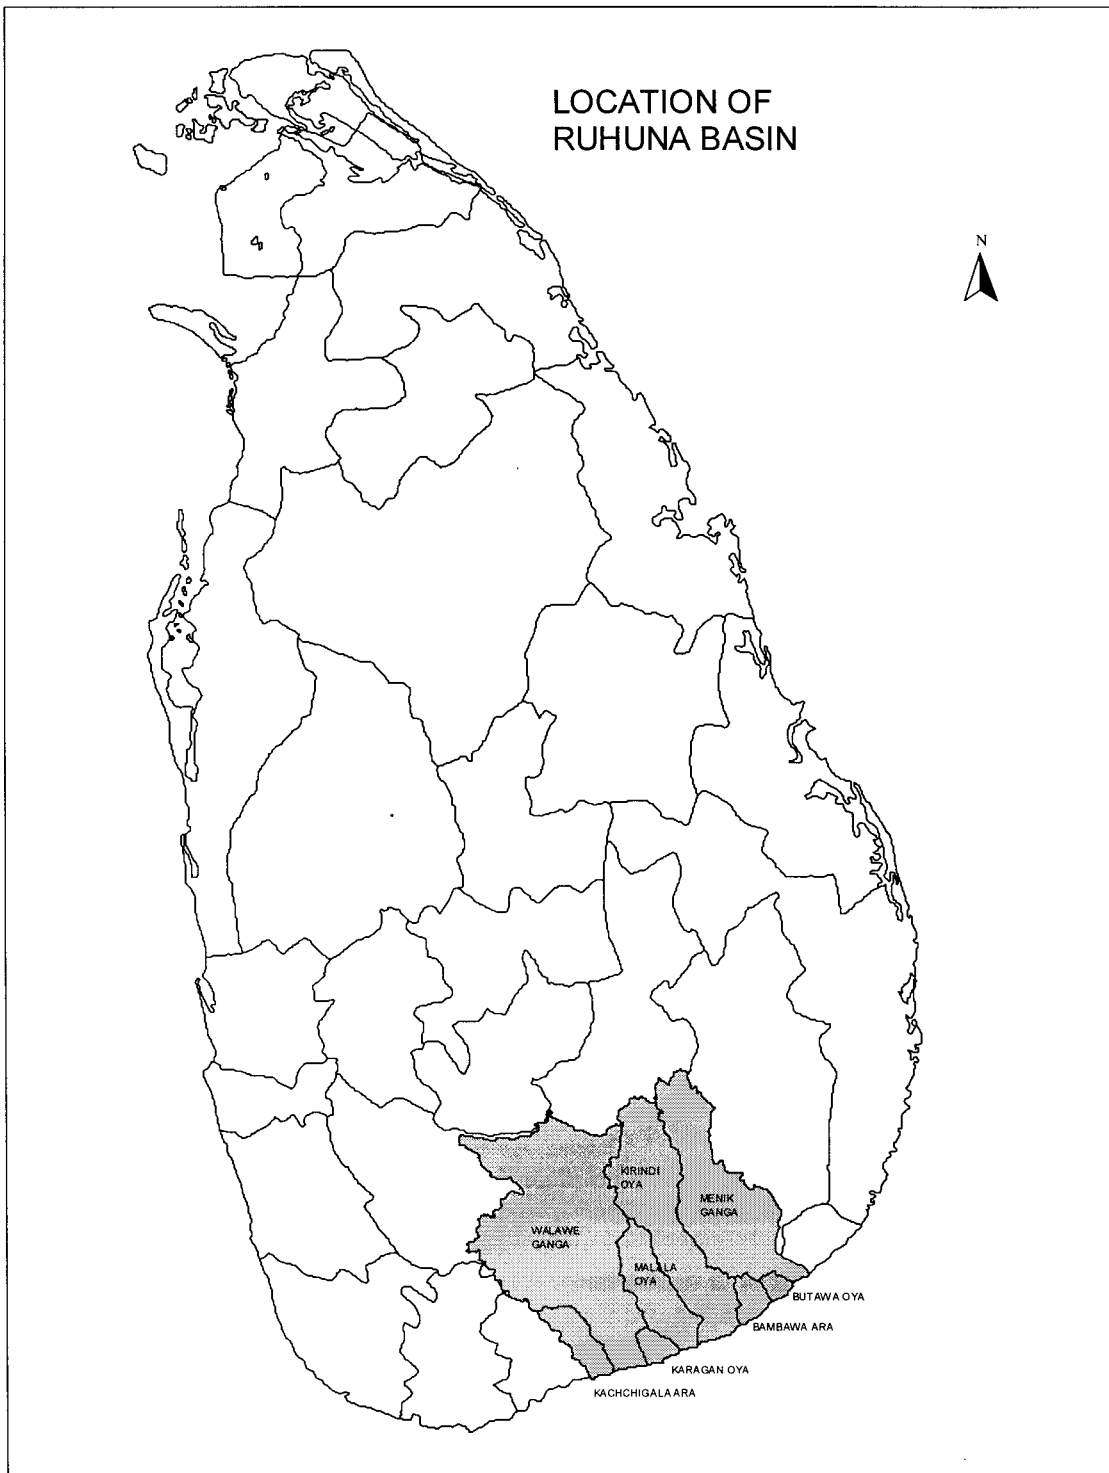 LOCATION OF
RUHUNA BASIN
N
KIRINDI
OYA
MENIK
GANGA
WALAWE
GANGA
MALALA
OYA
BUTAWA OYA
BAMBAWA ARA
KARAGAN OYA
KACHCHIGALA ARA